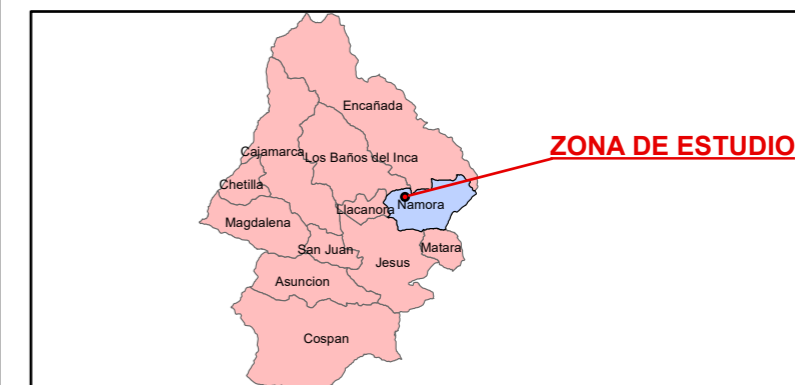 Encañada
ZONA DE ESTUDIO
Cajamarca
Los Baños del Inca
Chetilla
Namora
Llacanora
Magdalena
San Juan
Matara
Jesus
Asuncion
Cospan